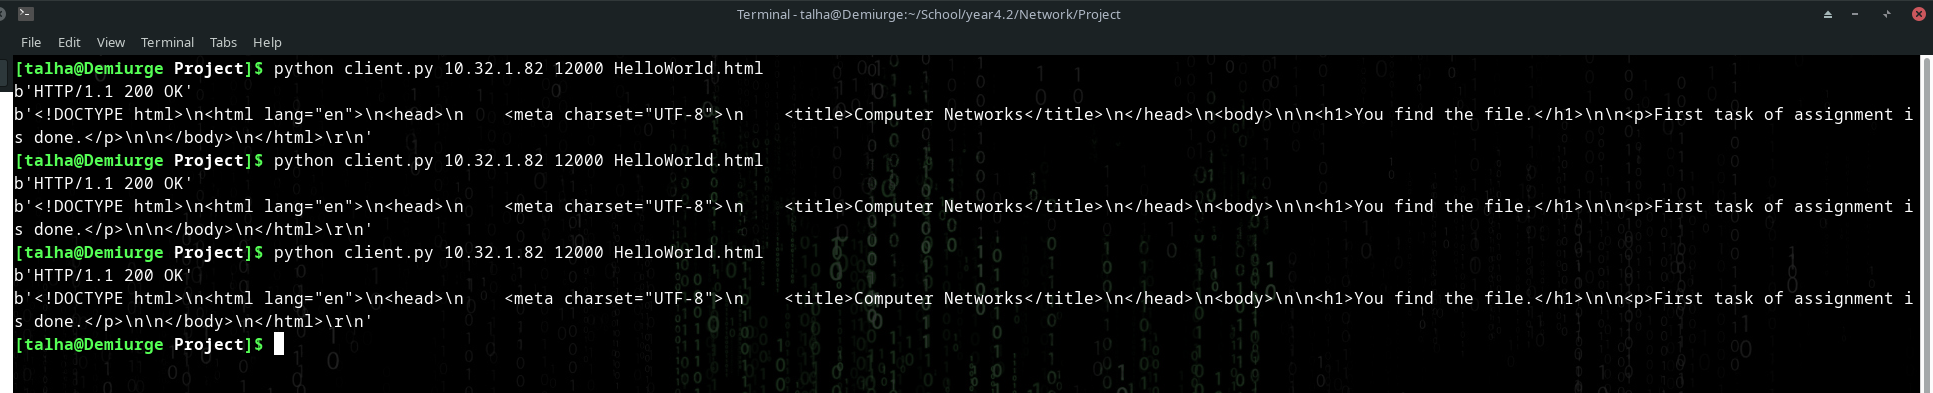 Terminal - talha@Demiurge:~/School/year4.2/Network/Project
File Edit View Terminal Tabs Help
[talha@Demiurge Project]$ python client.py 10.32.1.82 12000 HelloWorld.html
b'HTTP/1.1 200 OK'
b'<!DOCTYPE html>\n<html lang="en">\n<head>\n    <meta charset="UTF-8">\n    <title>Computer Networks</title>\n</head>\n<body>\n\n<h1>You find the file.</h1>\n\n<p>First task of assignment i
s done.</p>\n\n</body>\n</html>\r\n'
[talha@Demiurge Project]$ python client.py 10.32.1.82 12000 HelloWorld.html
b'HTTP/1.1 200 OK'
b'<!DOCTYPE html>\n<html lang="en">\n<head>\n    <meta charset="UTF-8">\n    <title>Computer Networks</title>\n</head>\n<body>\n\n<h1>You find the file.</h1>\n\n<p>First task of assignment i
s done.</p>\n\n</body>\n</html>\r\n'
[talha@Demiurge Project]$ python client.py 10.32.1.82 12000 HelloWorld.html
b'HTTP/1.1 200 OK'
b'<!DOCTYPE html>\n<html lang="en">\n<head>\n    <meta charset="UTF-8">\n    <title>Computer Networks</title>\n</head>\n<body>\n\n<h1>You find the file.</h1>\n\n<p>First task of assignment i
s done.</p>\n\n</body>\n</html>\r\n'
[talha@Demiurge Project]$